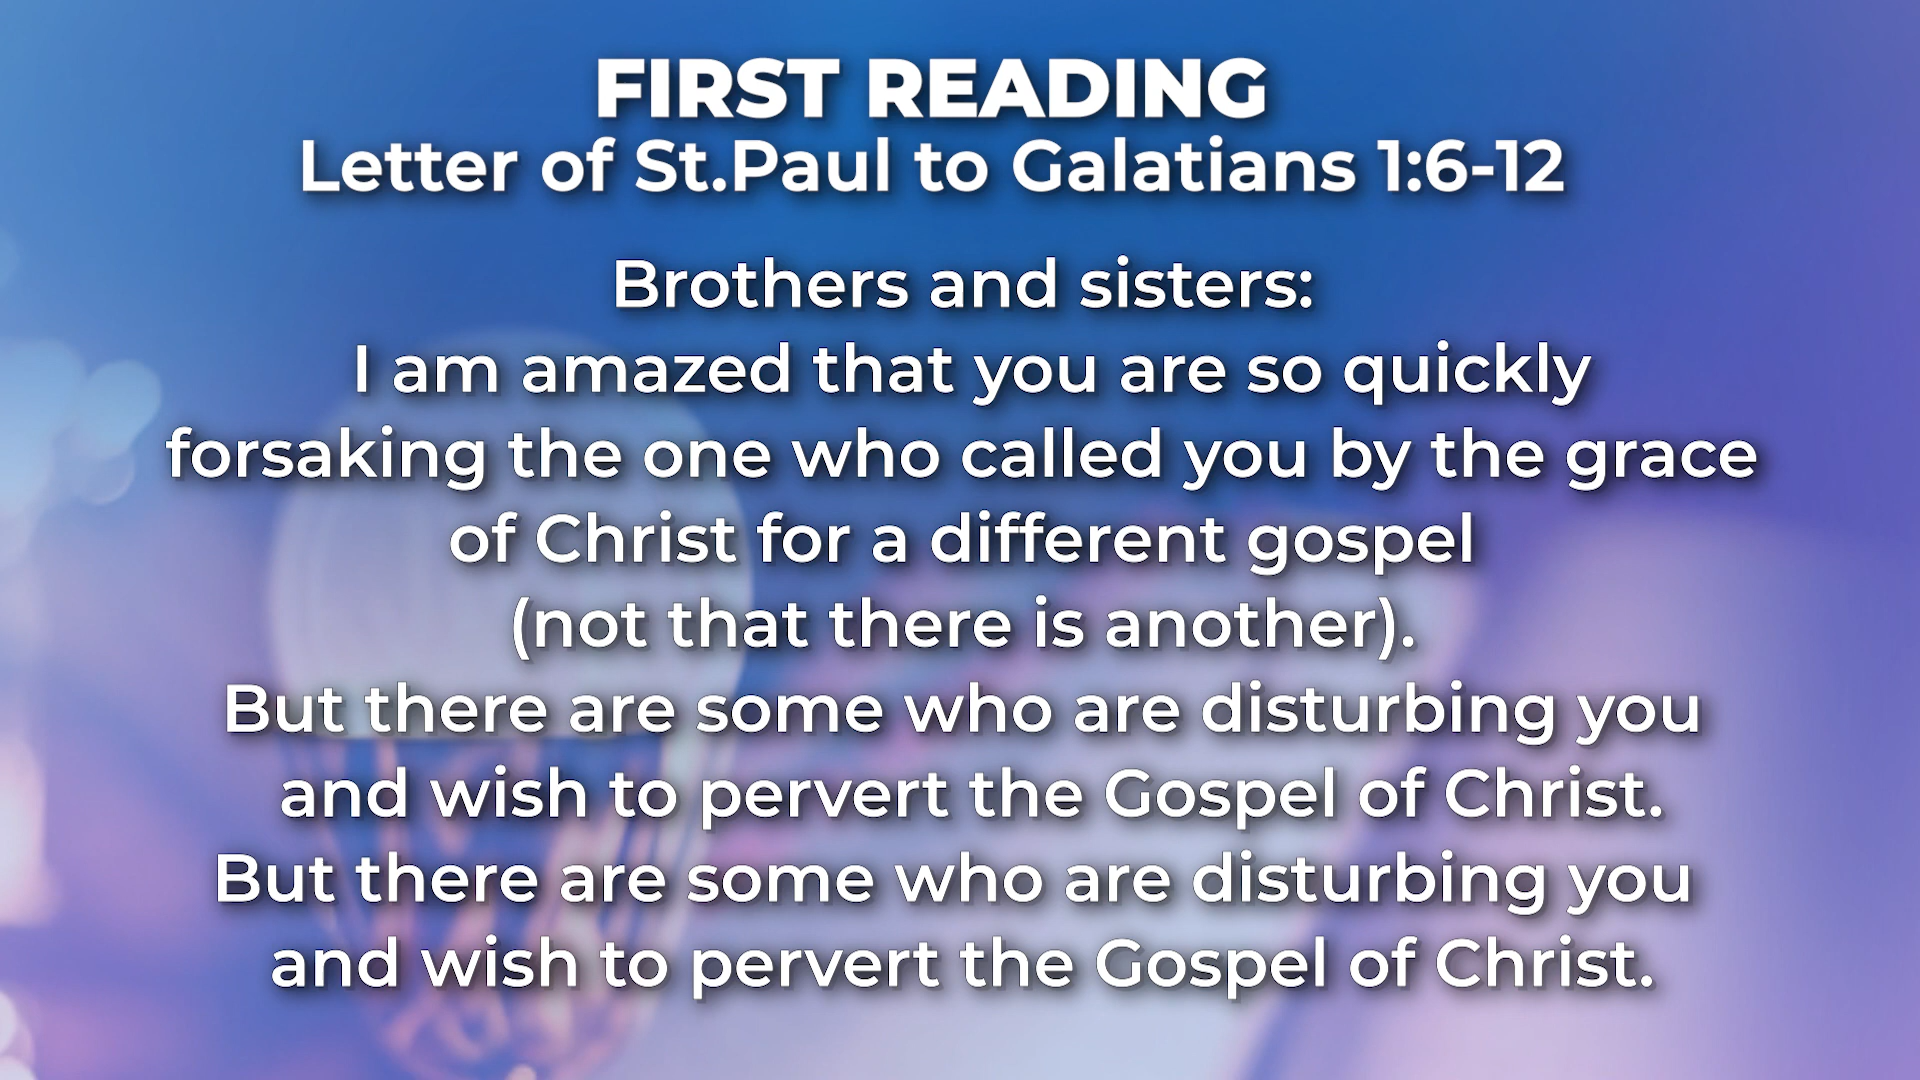 FIRST READING
Letter of St.Paul to Galatians 1:6-12
Brothers and sisters:
I am amazed that you are so quickly
forsaking the one who called you by the grace
of Christ for a different gospel
(not that there is another).
But there are some who are disturbing you
and wish to pervert the Gospel of Christ.
But there are some who are disturbing you
and wish to pervert the Gospel of Christ.